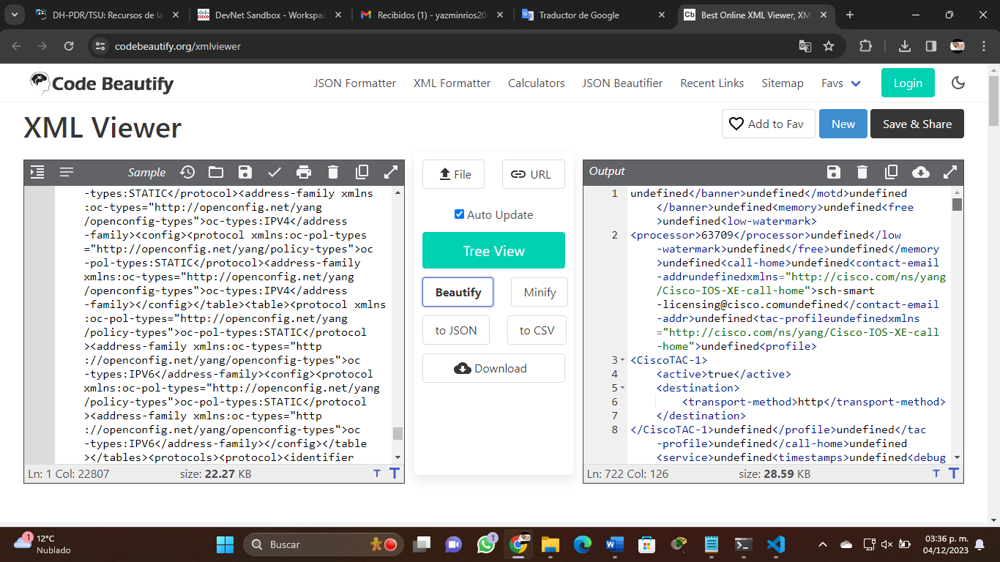 DH-PDR/TSU: Recursos de la
DevNet Sandbox - Workspac
Recibidos (1) - yazminrios20
Traductor de Google
Cb Best Online XML Viewer, XM
codebeautify.org/xmlviewer
Code Beautify
JSON Formatter XML Formatter Calculators JSON Beautifier Recent Links Sitemap Favs Login
XML Viewer
Add to Fav New Save & Share
Sample
-types:STATIC</protocol><address-family xmlns
:oc-types="http://openconfig.net/yang
/openconfig-types">oc-types:IPV4</address
-family><config><protocol xmlns:oc-pol-types
="http://openconfig.net/yang/policy-types">oc
-pol-types:STATIC</protocol><address-family
xmlns:oc-types="http://openconfig.net/yang
/openconfig-types">oc-types:IPV4</address
-family></config></table><table><protocol xmlns
:oc-pol-types="http://openconfig.net/yang
/policy-types">oc-pol-types:STATIC</protocol
><address-family xmlns:oc-types="http
://openconfig.net/yang/openconfig-types">oc
-types:IPV6</address-family><config><protocol
xmlns:oc-pol-types="http://openconfig.net/yang
/policy-types">oc-pol-types:STATIC</protocol
><address-family xmlns:oc-types="http
://openconfig.net/yang/openconfig-types">oc
-types:IPV6</address-family></config></table
></tables><protocols><protocol><identifier
Ln: 1 Col: 22807 size: 22.27 KB
File URL
Auto Update
Tree View
Beautify Minify
to JSON to CSV
Download
Output
1 undefined</banner>undefined</motd>undefined
</banner>undefined<memory>undefined<free
>undefined<low-watermark>
2 <processor>63709</processor>undefined</low
-watermark>undefined</free>undefined</memory
>undefined<call-home>undefined<contact-email
-addrundefinedxmlns="http://cisco.com/ns/yang
/Cisco-IOS-XE-call-home">sch-smart
-licensing@cisco.comundefined</contact-email
-addr>undefined<tac-profileundefinedxmlns
="http://cisco.com/ns/yang/Cisco-IOS-XE-call
-home">undefined<profile>
3 <CiscoTAC-1>
4 <active>true</active>
5 <destination>
6 <transport-method>http</transport-method>
7 </destination>
8 </CiscoTAC-1>undefined</profile>undefined</tac
-profile>undefined</call-home>undefined
<service>undefined<timestamps>undefined<debug
Ln: 722 Col: 126 size: 28.59 KB
1
12°C
Nublado
Buscar
1
03:36 p. m.
04/12/2023